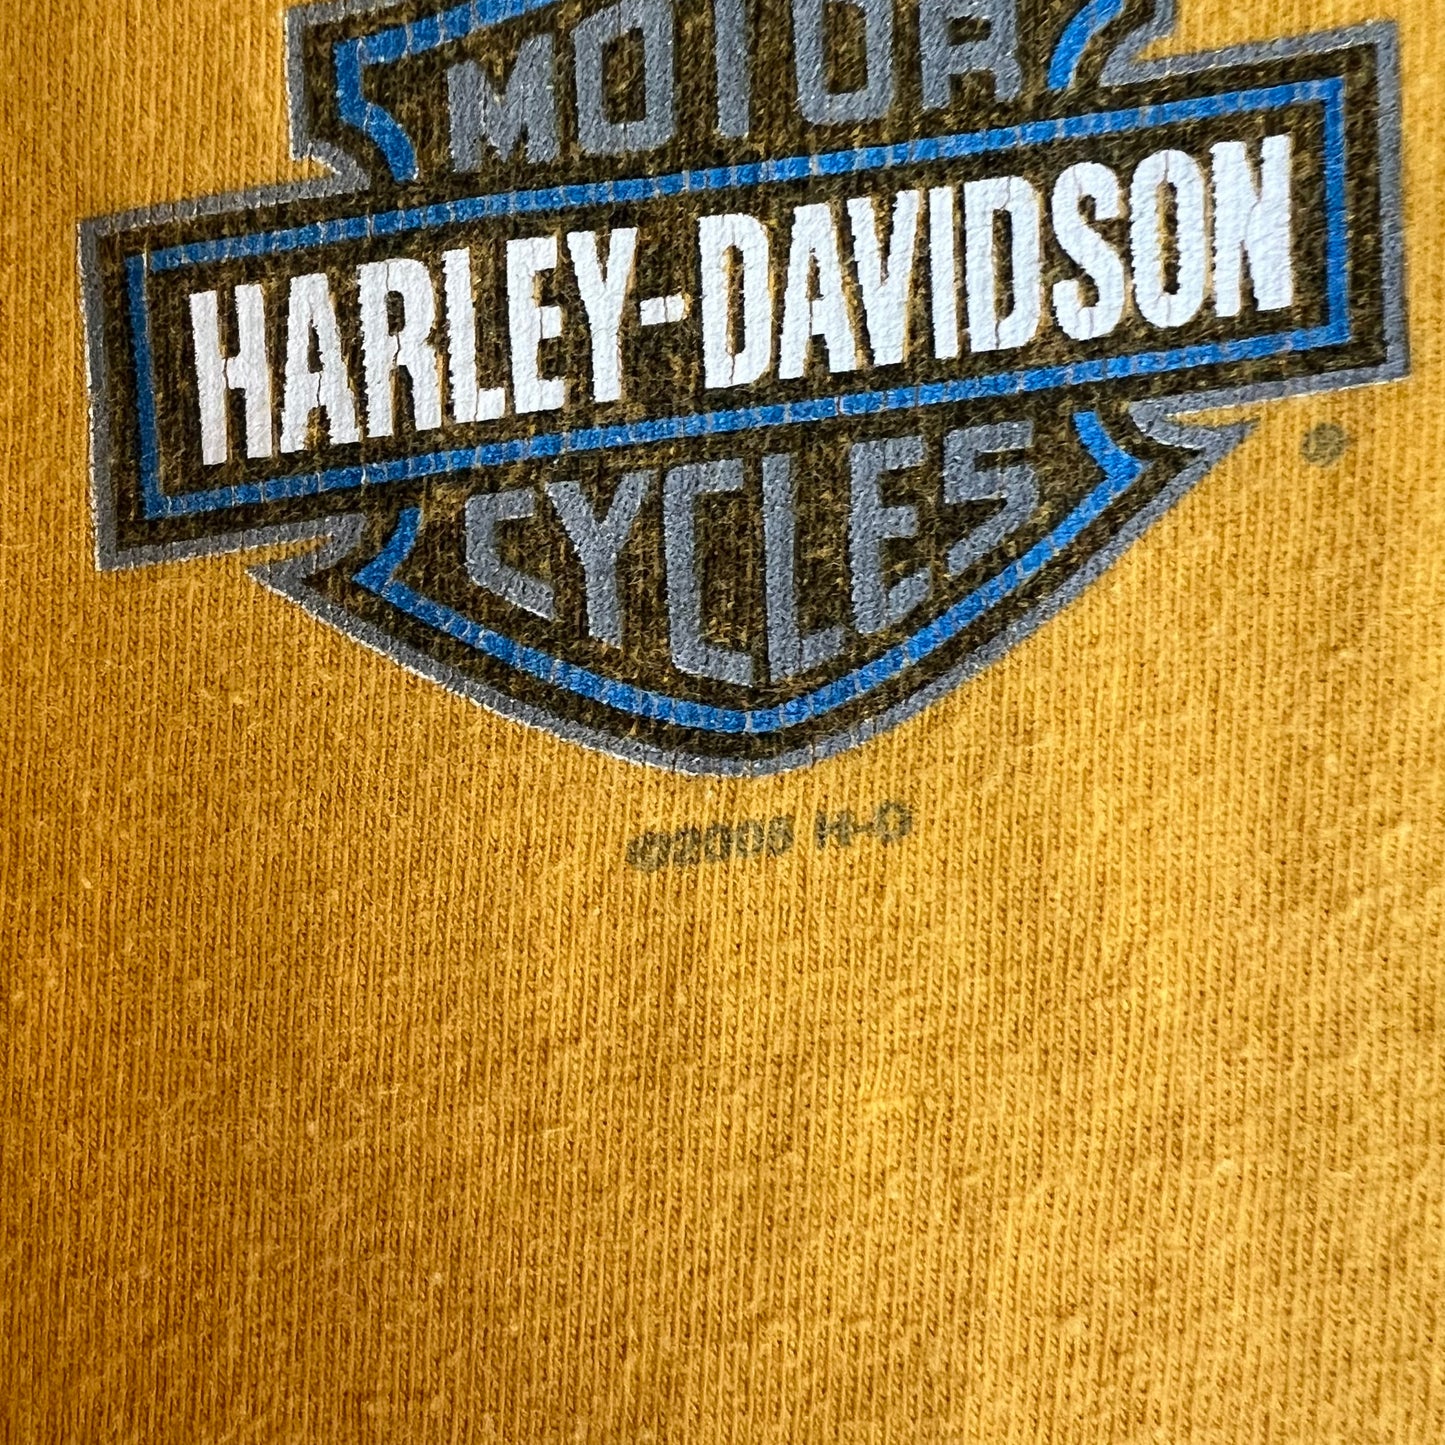 MOTOR
HARLEY-DAVIDSON
CYCLES
®
©2005 H-D